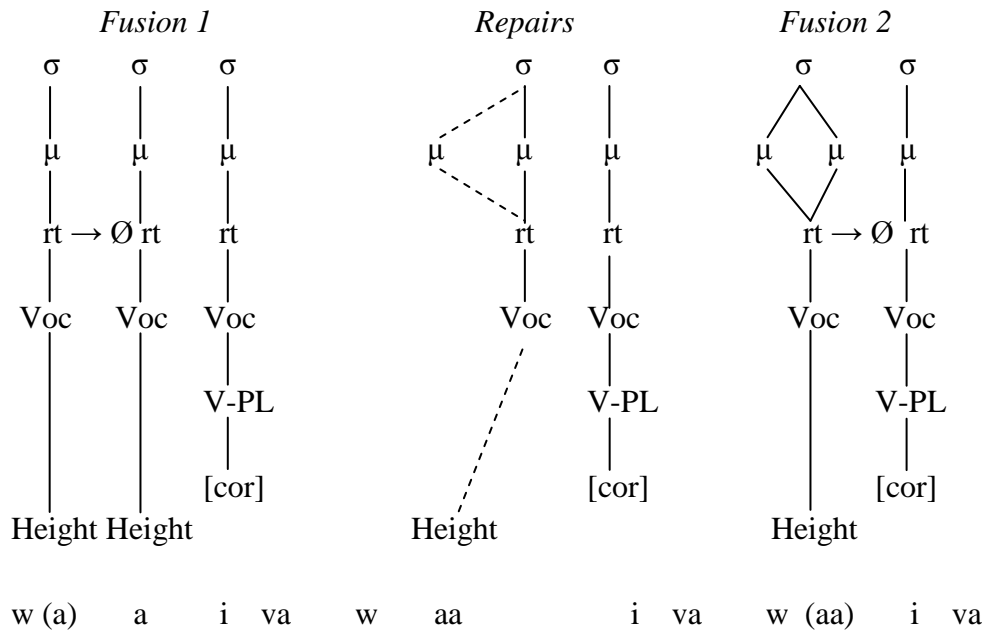 Fusion 1 Repairs Fusion 2
σ σ σ σ σ σ σ
μ μ μ μ μ μ μ μ μ
rt → Ø rt rt rt rt rt → Ø rt
Voc Voc Voc Voc Voc Voc Voc
V-PL V-PL V-PL
[cor] [cor] [cor]
Height Height Height Height
w (a) a i va w aa i va w (aa) i va